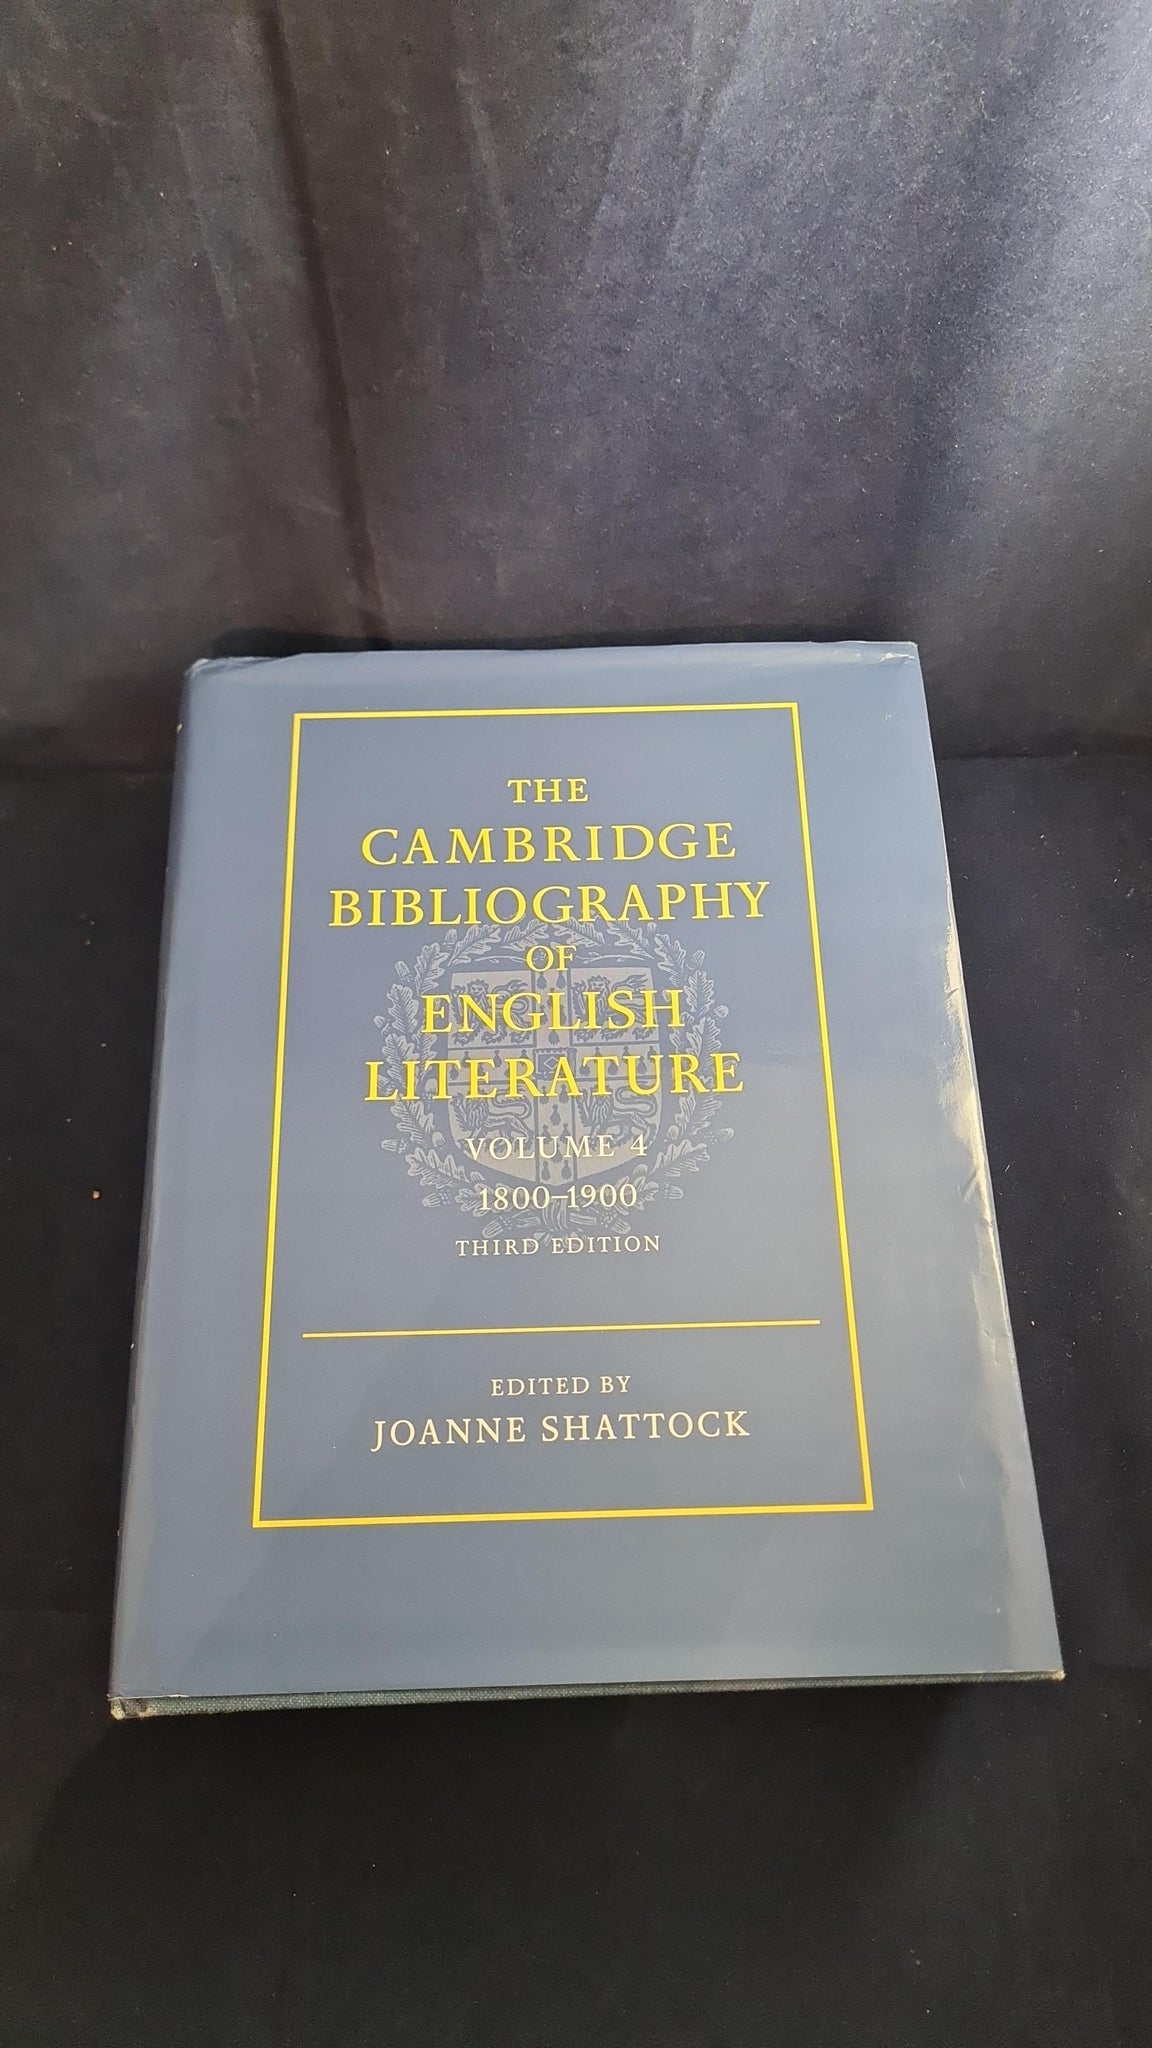 THE
CAMBRIDGE
BIBLIOGRAPHY
OF
ENGLISH
LITERATURE
VOLUME 4
1800–1900
THIRD EDITION
EDITED BY
JOANNE SHATTOCK